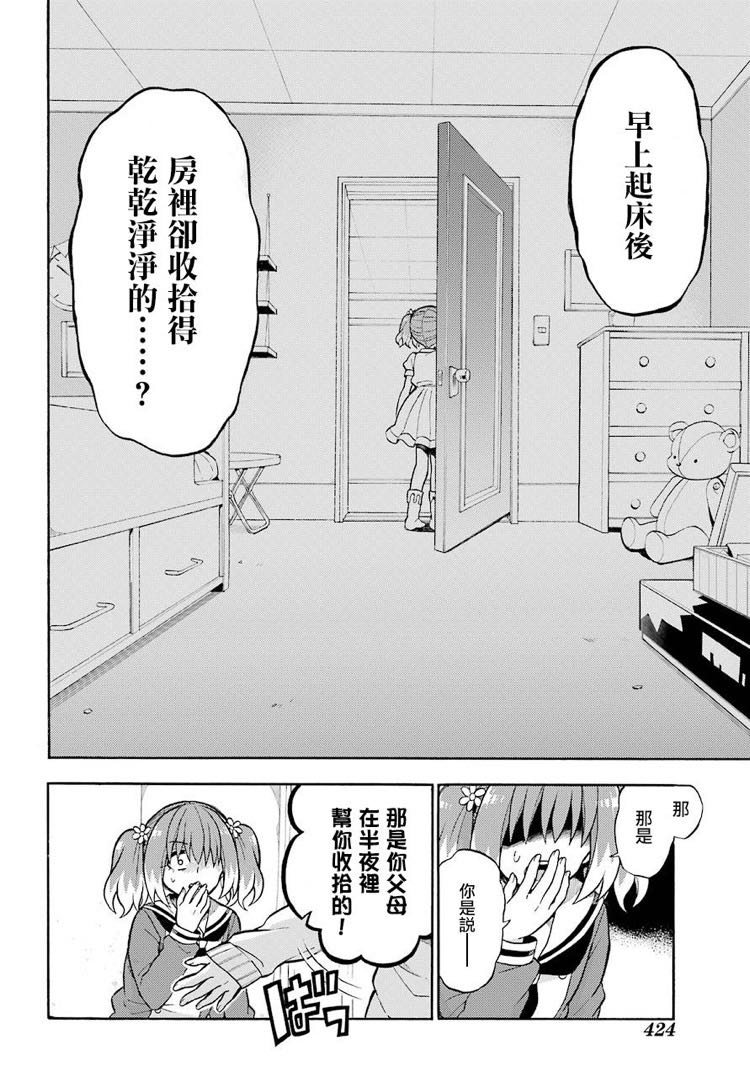 早上起床後
房裡卻收拾得
乾乾淨淨的……?
那
那是
你是說——
那是你父母
在半夜裡
幫你收拾的!
ばっ
424